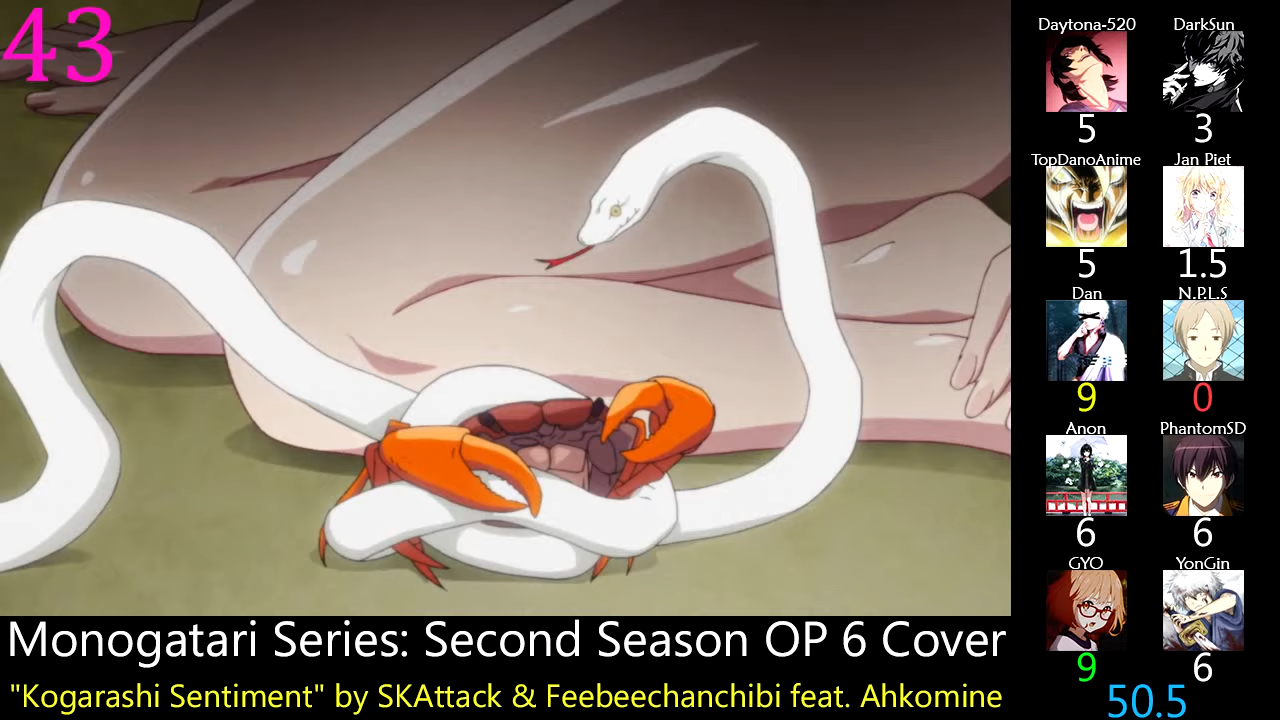 43
Daytona-520 DarkSun
5 3
TopDanoAnime Jan Piet
5 1.5
Dan N.P.L.S
9 0
Anon PhantomSD
6 6
GYO YonGin
9 6
50.5
Monogatari Series: Second Season OP 6 Cover
"Kogarashi Sentiment" by SKAttack & Feebeechanchibi feat. Ahkomine